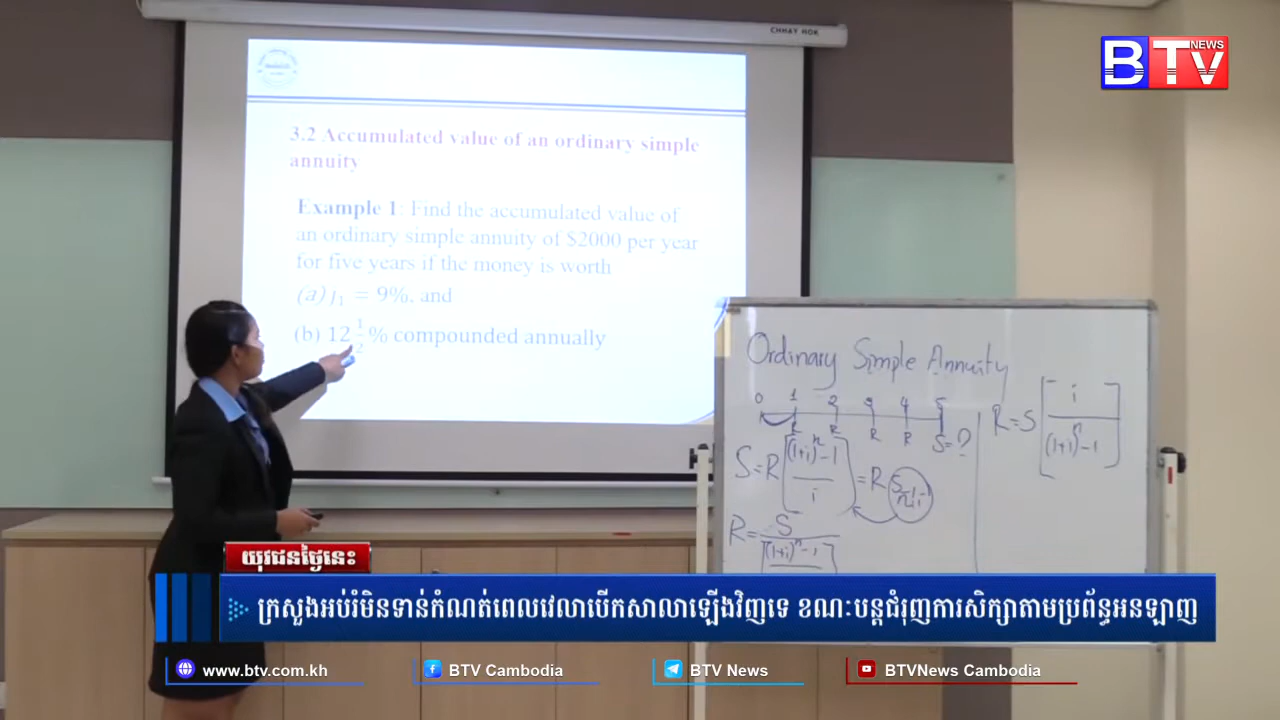 CHHAY HOK
BTV NEWS
3.2 Accumulated value of an ordinary simple
annuity
Example 1: Find the accumulated value of
an ordinary simple annuity of $2000 per year
for five years if the money is worth
(a) j₁ = 9%, and
(b) 12 1/2 % compounded annually
Ordinary Simple Annuity
0 1 2 3 4 5
R R R R S=?
S=R[((1+i)^n-1)/i] = R S n⌉i
R=S[i/((1+i)^n-1)]
R= S/[(1+i)^n-1
យុវជនថ្ងៃនេះ
ក្រសួងអប់រំមិនទាន់កំណត់ពេលវេលាបើកសាលាឡើងវិញទេ ខណៈបន្តជំរុញការសិក្សាតាមប្រព័ន្ធអនឡាញ
www.btv.com.kh
BTV Cambodia
BTV News
BTVNews Cambodia